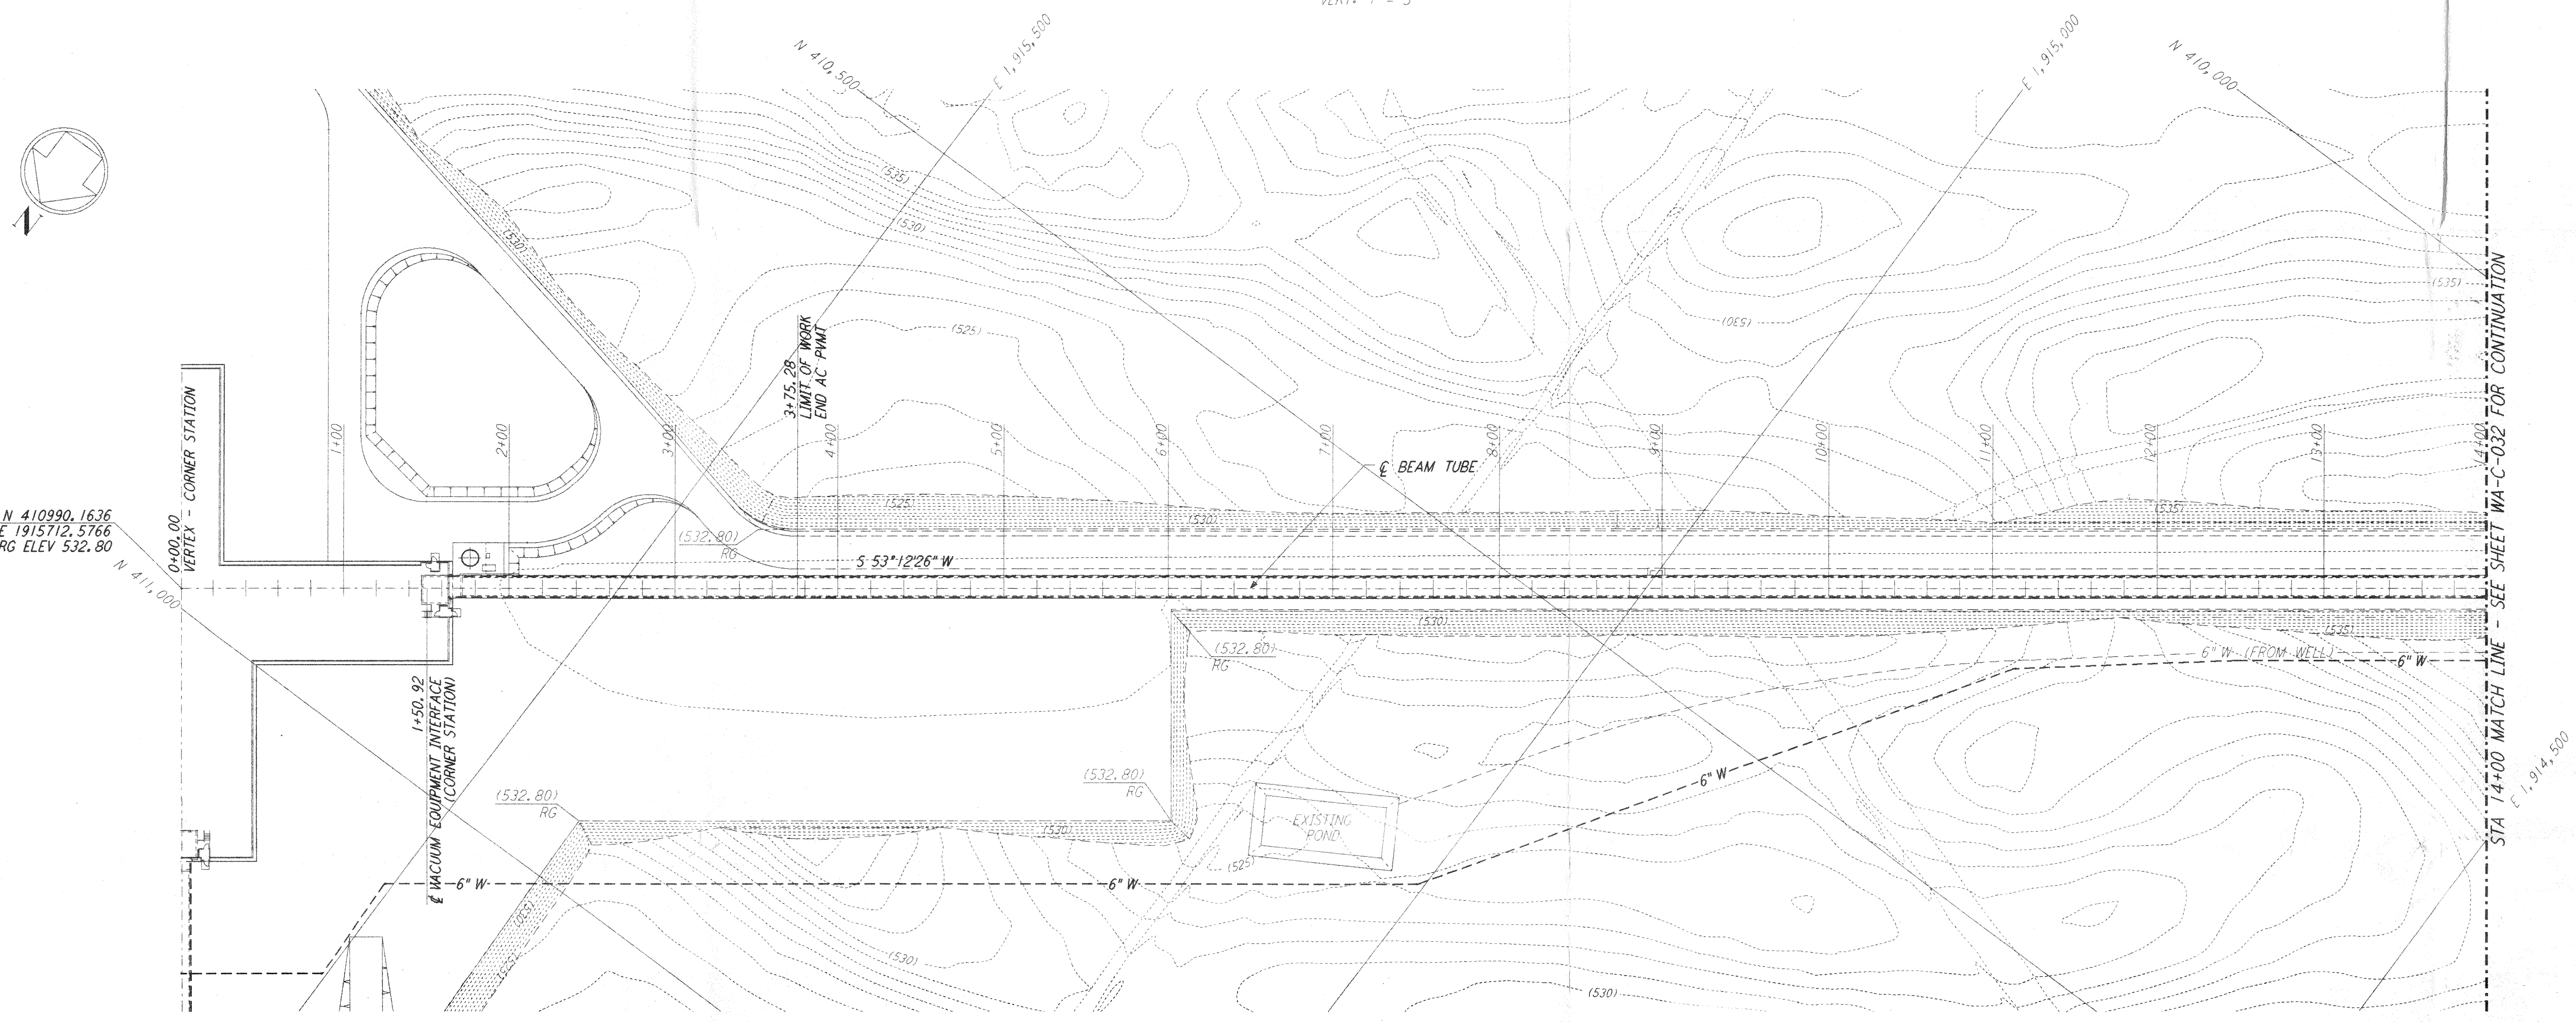 VERT. 1" = 5'
N 410,500
E 1,915,500
E 1,915,000
N 410,000
N
(535)
(530)
(530)
(525)
(530)
(535)
3+75.28
LIMIT OF WORK
END AC PVMT
0+00.00
VERTEX - CORNER STATION
1+00
2+00
3+00
4+00
5+00
6+00
7+00
8+00
9+00
10+00
11+00
12+00
13+00
14+00
℄ BEAM TUBE
N 410990.1636
E 1915712.5766
RG ELEV 532.80
N 411,000
(525)
(530)
(535)
(532.80)
RG
S 53°12'26" W
(530)
(535)
(532.80)
RG
6" W (FROM WELL)
6" W
1+50.92
℄ VACUUM EQUIPMENT INTERFACE
(CORNER STATION)
(532.80)
RG
(532.80)
RG
6" W
(530)
EXISTING
POND
(525)
6" W
6" W
(530)
(525)
(530)
(530)
STA 14+00 MATCH LINE - SEE SHEET WA-C-032 FOR CONTINUATION
E 1,914,500